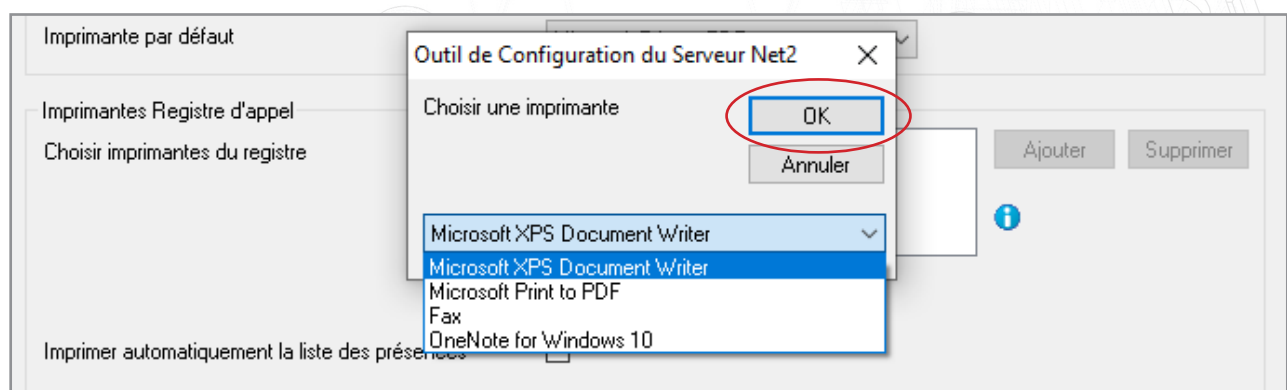 Imprimante par défaut
Outil de Configuration du Serveur Net2
Imprimantes Registre d'appel
Choisir une imprimante
OK
Choisir imprimantes du registre
Ajouter
Supprimer
Annuler
Microsoft XPS Document Writer
Microsoft XPS Document Writer
Microsoft Print to PDF
Fax
OneNote for Windows 10
Imprimer automatiquement la liste des présences